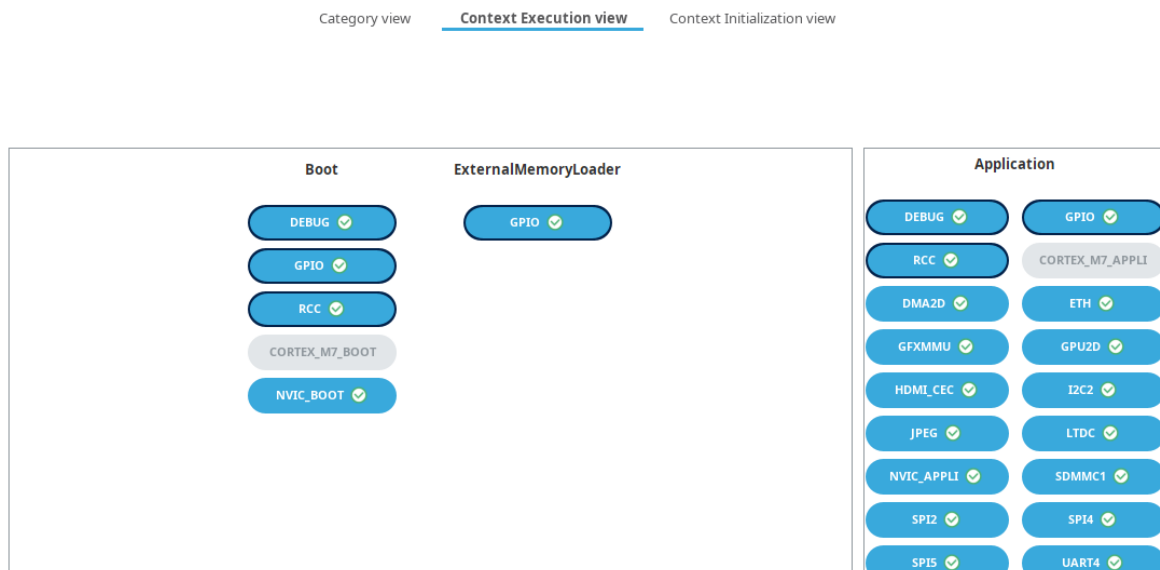 Category view
Context Execution view
Context Initialization view
Boot
ExternalMemoryLoader
DEBUG
GPIO
GPIO
RCC
CORTEX_M7_BOOT
NVIC_BOOT
Application
DEBUG
GPIO
RCC
CORTEX_M7_APPLI
DMA2D
ETH
GFXMMU
GPU2D
HDMI_CEC
I2C2
JPEG
LTDC
NVIC_APPLI
SDMMC1
SPI2
SPI4
SPI5
UART4